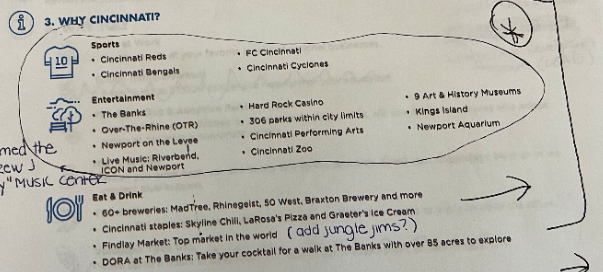 3. WHY CINCINNATI?
10
Sports
• Cincinnati Reds
• Cincinnati Bengals
• FC Cincinnati
• Cincinnati Cyclones
Entertainment
• The Banks
• Over-The-Rhine (OTR)
• Newport on the Levee
• Live Music: Riverbend,
ICON and Newport
• Hard Rock Casino
• 306 parks within city limits
• Cincinnati Performing Arts
• Cincinnati Zoo
• 9 Art & History Museums
• Kings Island
• Newport Aquarium
med the
J
" MUSIC center
Eat & Drink
• 60+ breweries: MadTree, Rhinegeist, 50 West, Braxton Brewery and more
• Cincinnati staples: Skyline Chili, LaRosa's Pizza and Graeter's Ice Cream
• Findlay Market: Top market in the world (add jungle jims?)
• DORA at The Banks: Take your cocktail for a walk at The Banks with over 85 acres to explore